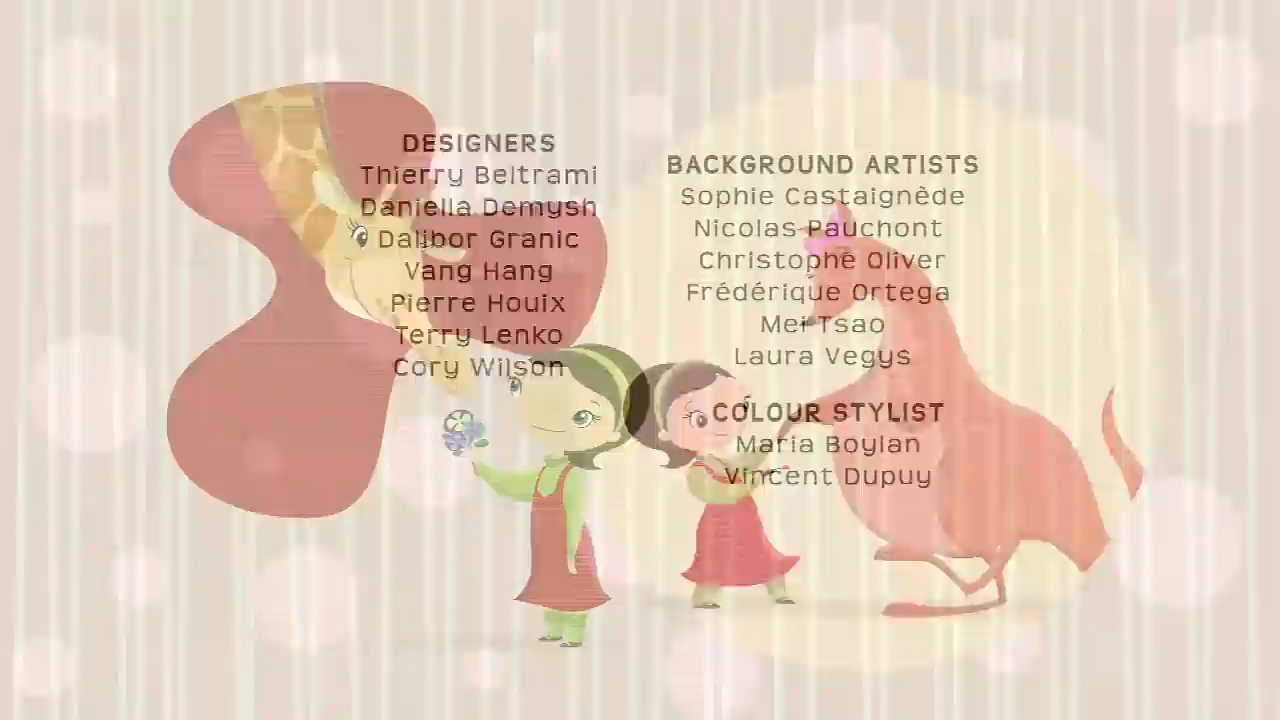 DESIGNERS
Thierry Beltrami
Daniella Demysh
Dalibor Granic
Vang Hang
Pierre Houix
Terry Lenko
Cory Wilson
BACKGROUND ARTISTS
Sophie Castaignède
Nicolas Pauchont
Christophe Oliver
Frédérique Ortega
Mei Tsao
Laura Vegys
COLOUR STYLIST
Maria Boylan
Vincent Dupuy